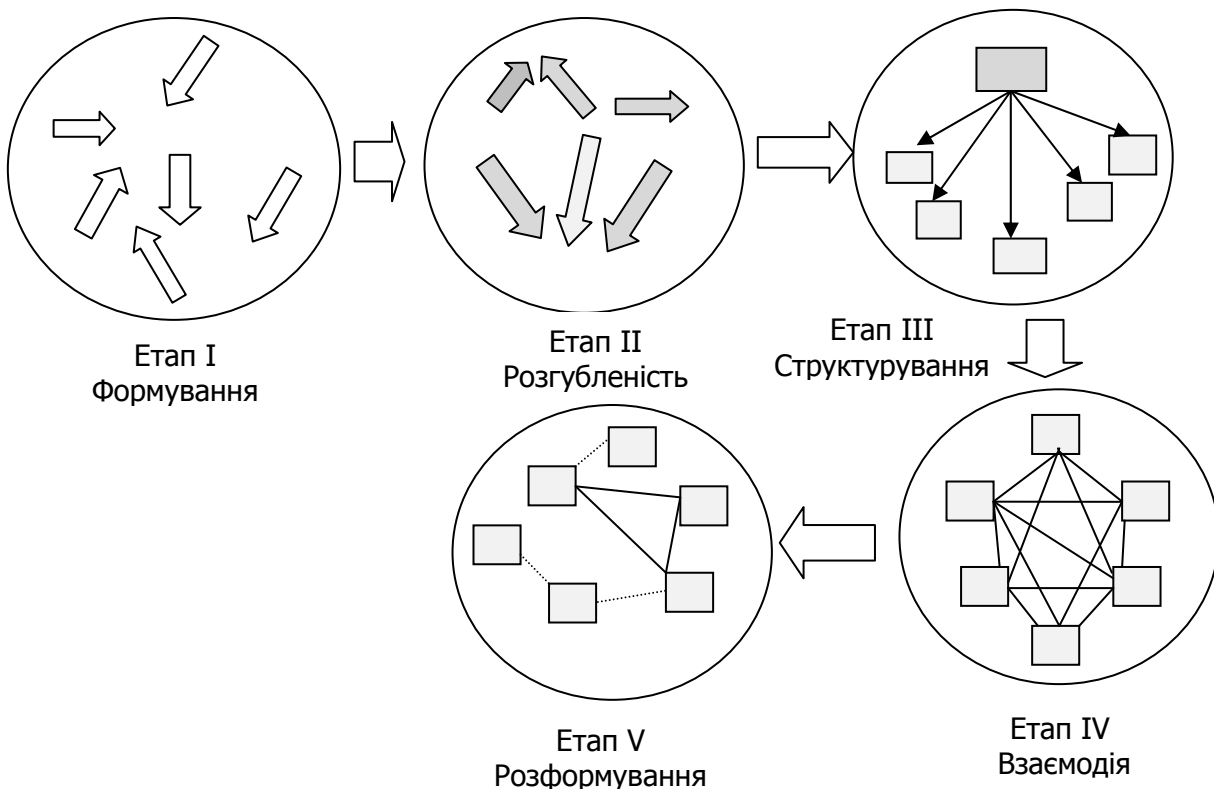 Етап I
Формування
Етап II
Розгубленість
Етап III
Структурування
Етап IV
Взаємодія
Етап V
Розформування